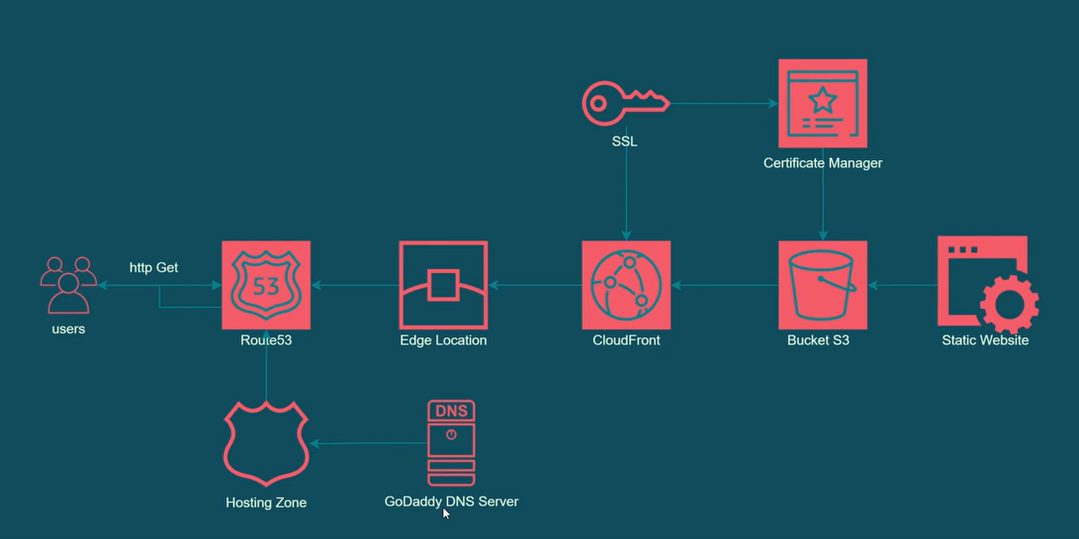 SSL
Certificate Manager
http Get
users
53
Route53
Edge Location
CloudFront
Bucket S3
Static Website
Hosting Zone
DNS
GoDaddy DNS Server